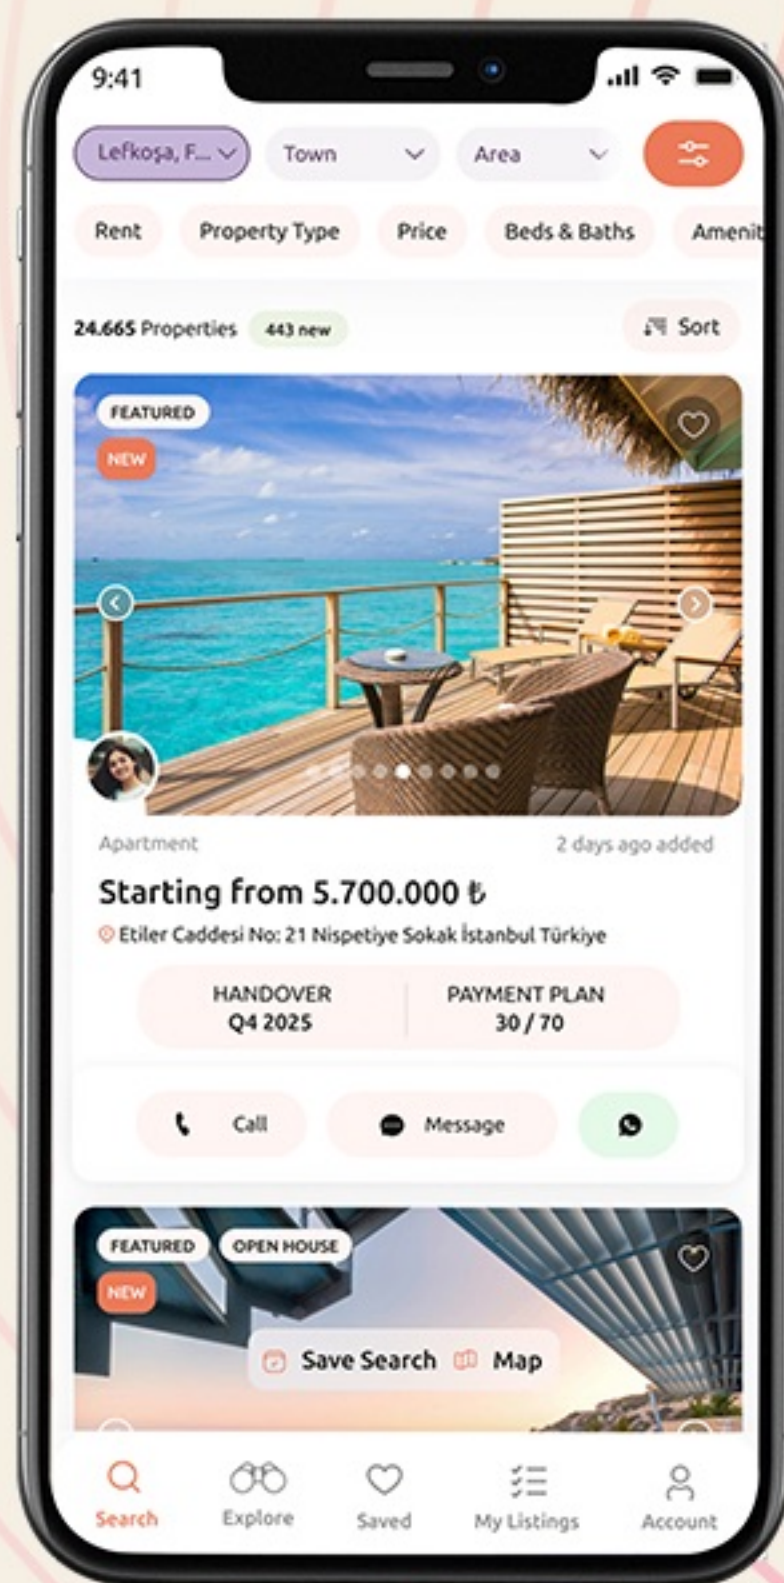 9:41
Lefkoşa, F... Town Area
Rent Property Type Price Beds & Baths Amenit
24.665 Properties 443 new Sort
FEATURED
NEW
Apartment 2 days ago added
Starting from 5.700.000 ₺
Etiler Caddesi No: 21 Nispetiye Sokak İstanbul Türkiye
HANDOVER PAYMENT PLAN
Q4 2025 30 / 70
Call Message
FEATURED OPEN HOUSE
NEW
Save Search Map
Search Explore Saved My Listings Account